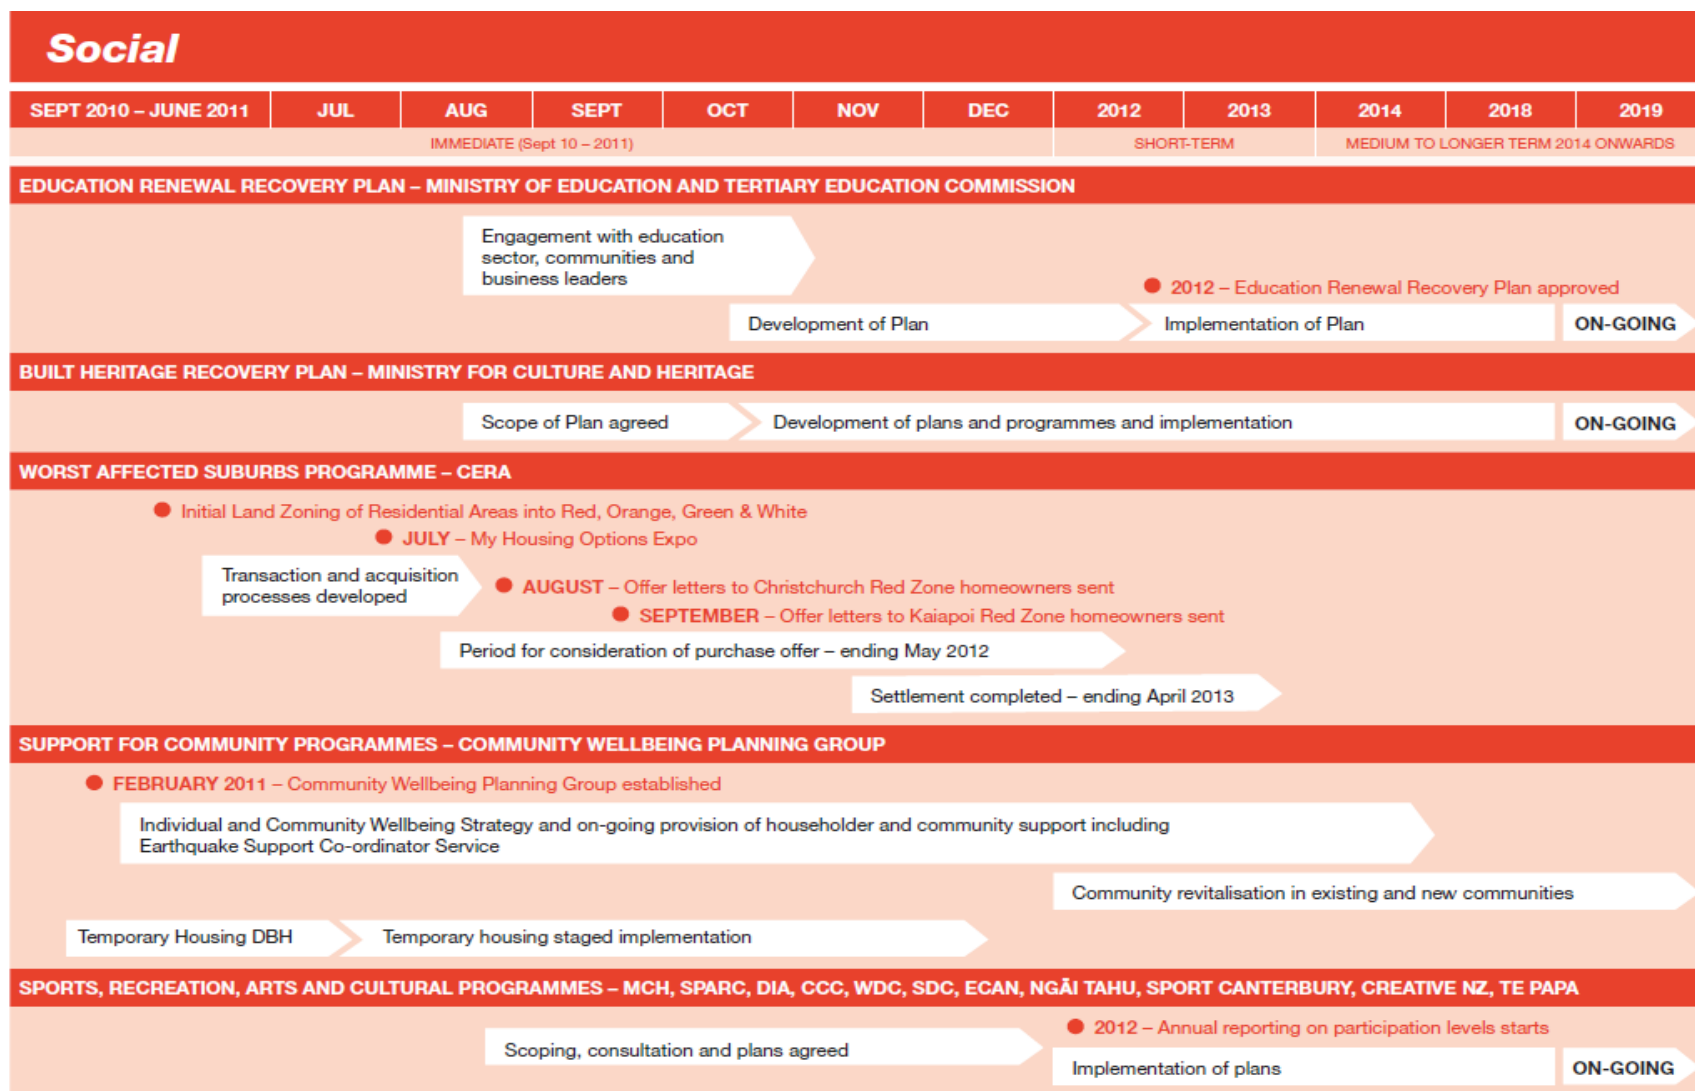 Social
SEPT 2010 – JUNE 2011 JUL AUG SEPT OCT NOV DEC 2012 2013 2014 2018 2019
IMMEDIATE (Sept 10 – 2011) SHORT-TERM MEDIUM TO LONGER TERM 2014 ONWARDS
EDUCATION RENEWAL RECOVERY PLAN – MINISTRY OF EDUCATION AND TERTIARY EDUCATION COMMISSION
Engagement with education
sector, communities and
business leaders
2012 – Education Renewal Recovery Plan approved
Development of Plan Implementation of Plan ON-GOING
BUILT HERITAGE RECOVERY PLAN – MINISTRY FOR CULTURE AND HERITAGE
Scope of Plan agreed Development of plans and programmes and implementation ON-GOING
WORST AFFECTED SUBURBS PROGRAMME – CERA
Initial Land Zoning of Residential Areas into Red, Orange, Green & White
JULY – My Housing Options Expo
Transaction and acquisition
processes developed
AUGUST – Offer letters to Christchurch Red Zone homeowners sent
SEPTEMBER – Offer letters to Kaiapoi Red Zone homeowners sent
Period for consideration of purchase offer – ending May 2012
Settlement completed – ending April 2013
SUPPORT FOR COMMUNITY PROGRAMMES – COMMUNITY WELLBEING PLANNING GROUP
FEBRUARY 2011 – Community Wellbeing Planning Group established
Individual and Community Wellbeing Strategy and on-going provision of householder and community support including
Earthquake Support Co-ordinator Service
Community revitalisation in existing and new communities
Temporary Housing DBH Temporary housing staged implementation
SPORTS, RECREATION, ARTS AND CULTURAL PROGRAMMES – MCH, SPARC, DIA, CCC, WDC, SDC, ECAN, NGĀI TAHU, SPORT CANTERBURY, CREATIVE NZ, TE PAPA
2012 – Annual reporting on participation levels starts
Scoping, consultation and plans agreed
Implementation of plans ON-GOING